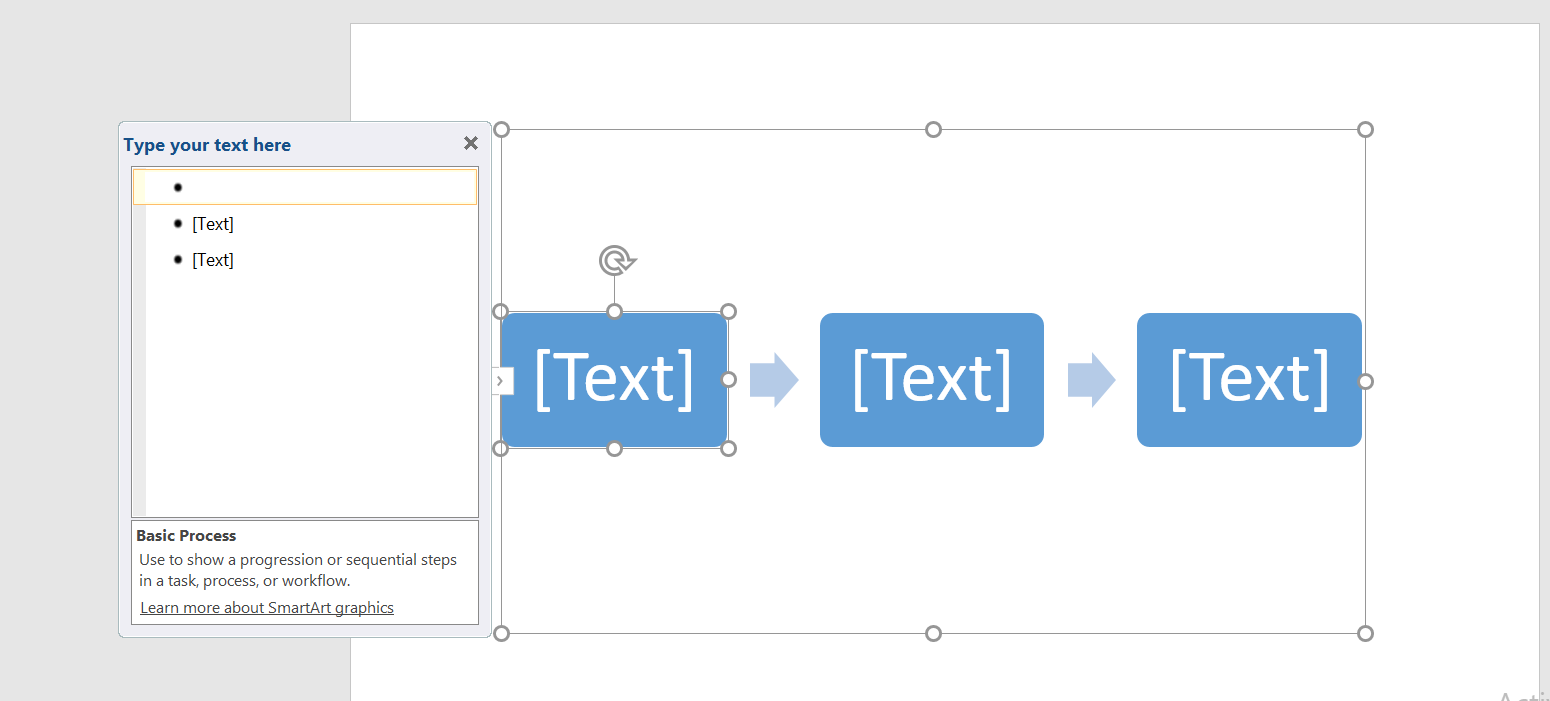 Type your text here
[Text]
[Text]
Basic Process
Use to show a progression or sequential steps
in a task, process, or workflow.
Learn more about SmartArt graphics
[Text]
[Text]
[Text]